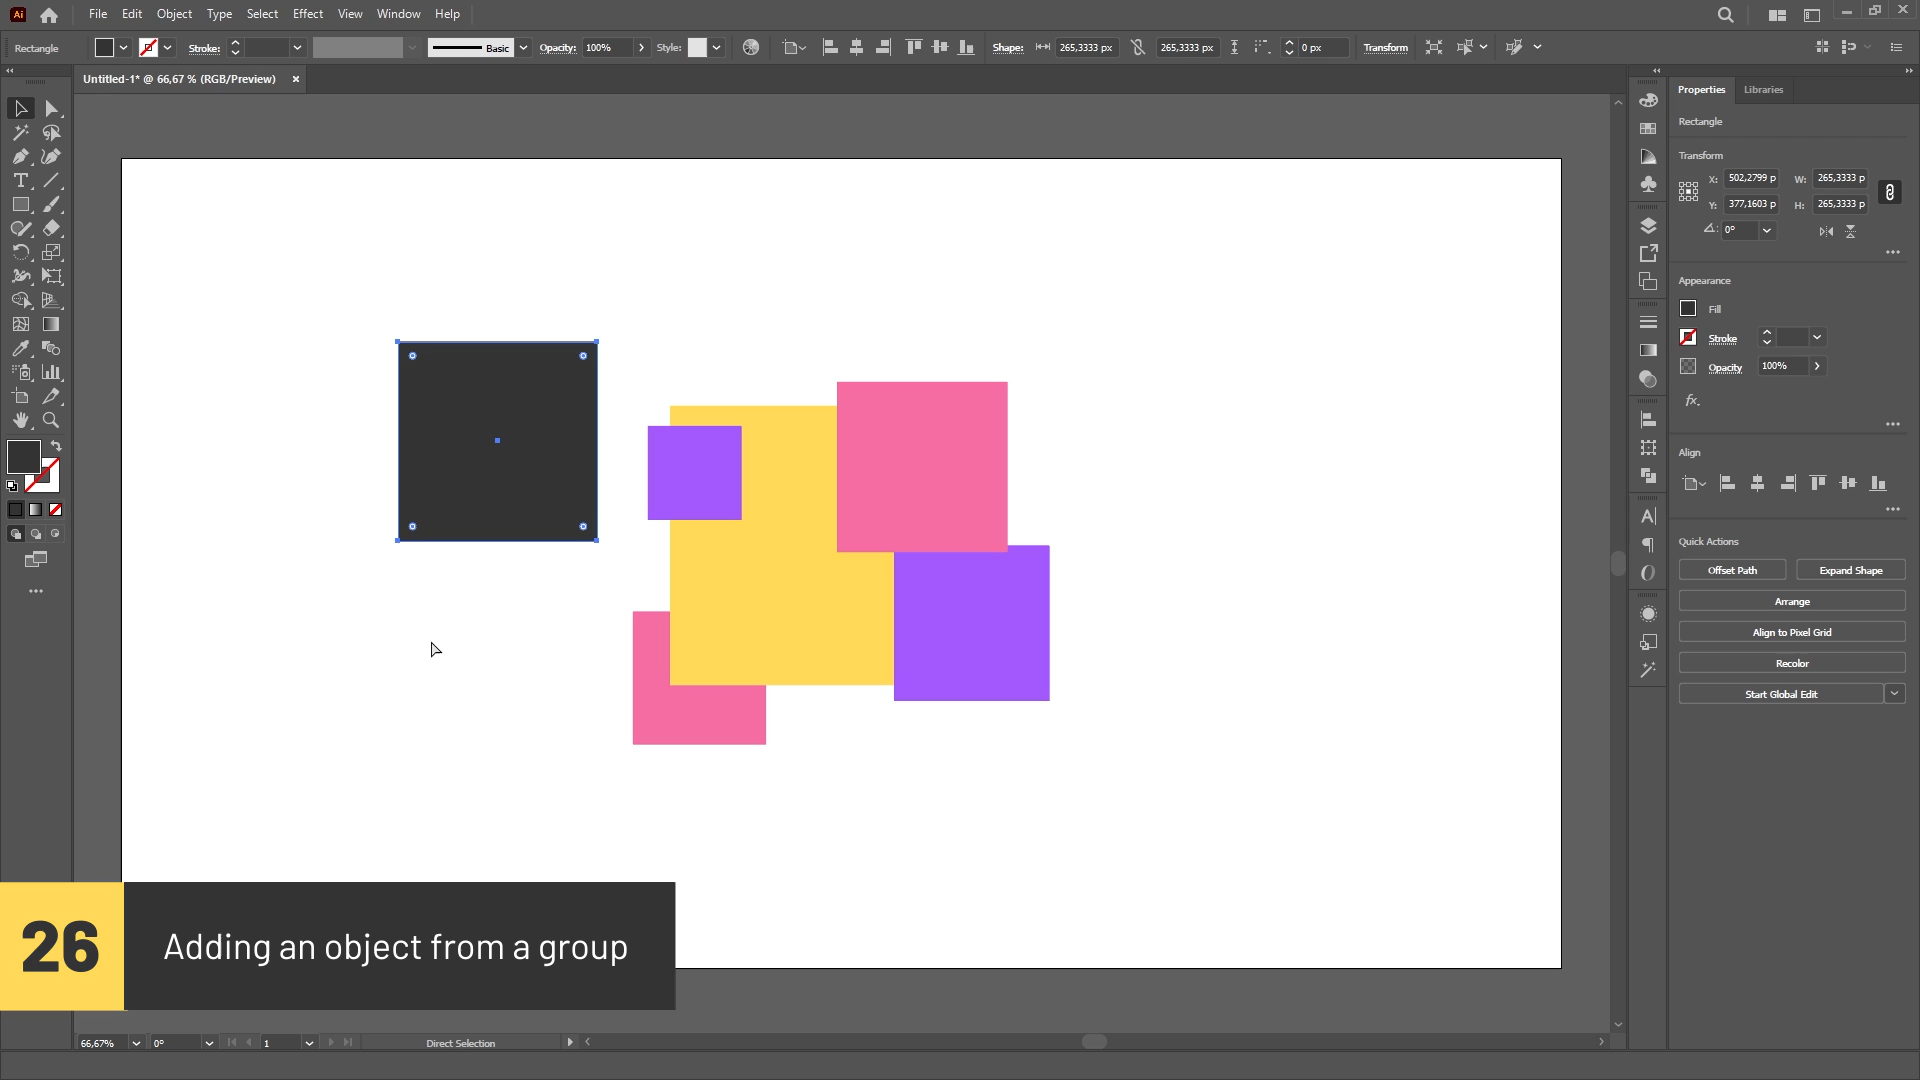 Ai File Edit Object Type Select Effect View Window Help
Rectangle Stroke: Basic Opacity: 100% Style: Shape: 265,3333 px 265,3333 px 0 px Transform
Untitled-1* @ 66,67 % (RGB/Preview) ×
Properties Libraries
Rectangle
Transform
X: 502,2799 p W: 265,3333 p
Y: 377,1603 p H: 265,3333 p
0°
Appearance
Fill
Stroke
Opacity 100%
fx.
Align
Quick Actions
Offset Path Expand Shape
Arrange
Align to Pixel Grid
Recolor
Start Global Edit
26 Adding an object from a group
66,67% 0° 1 Direct Selection